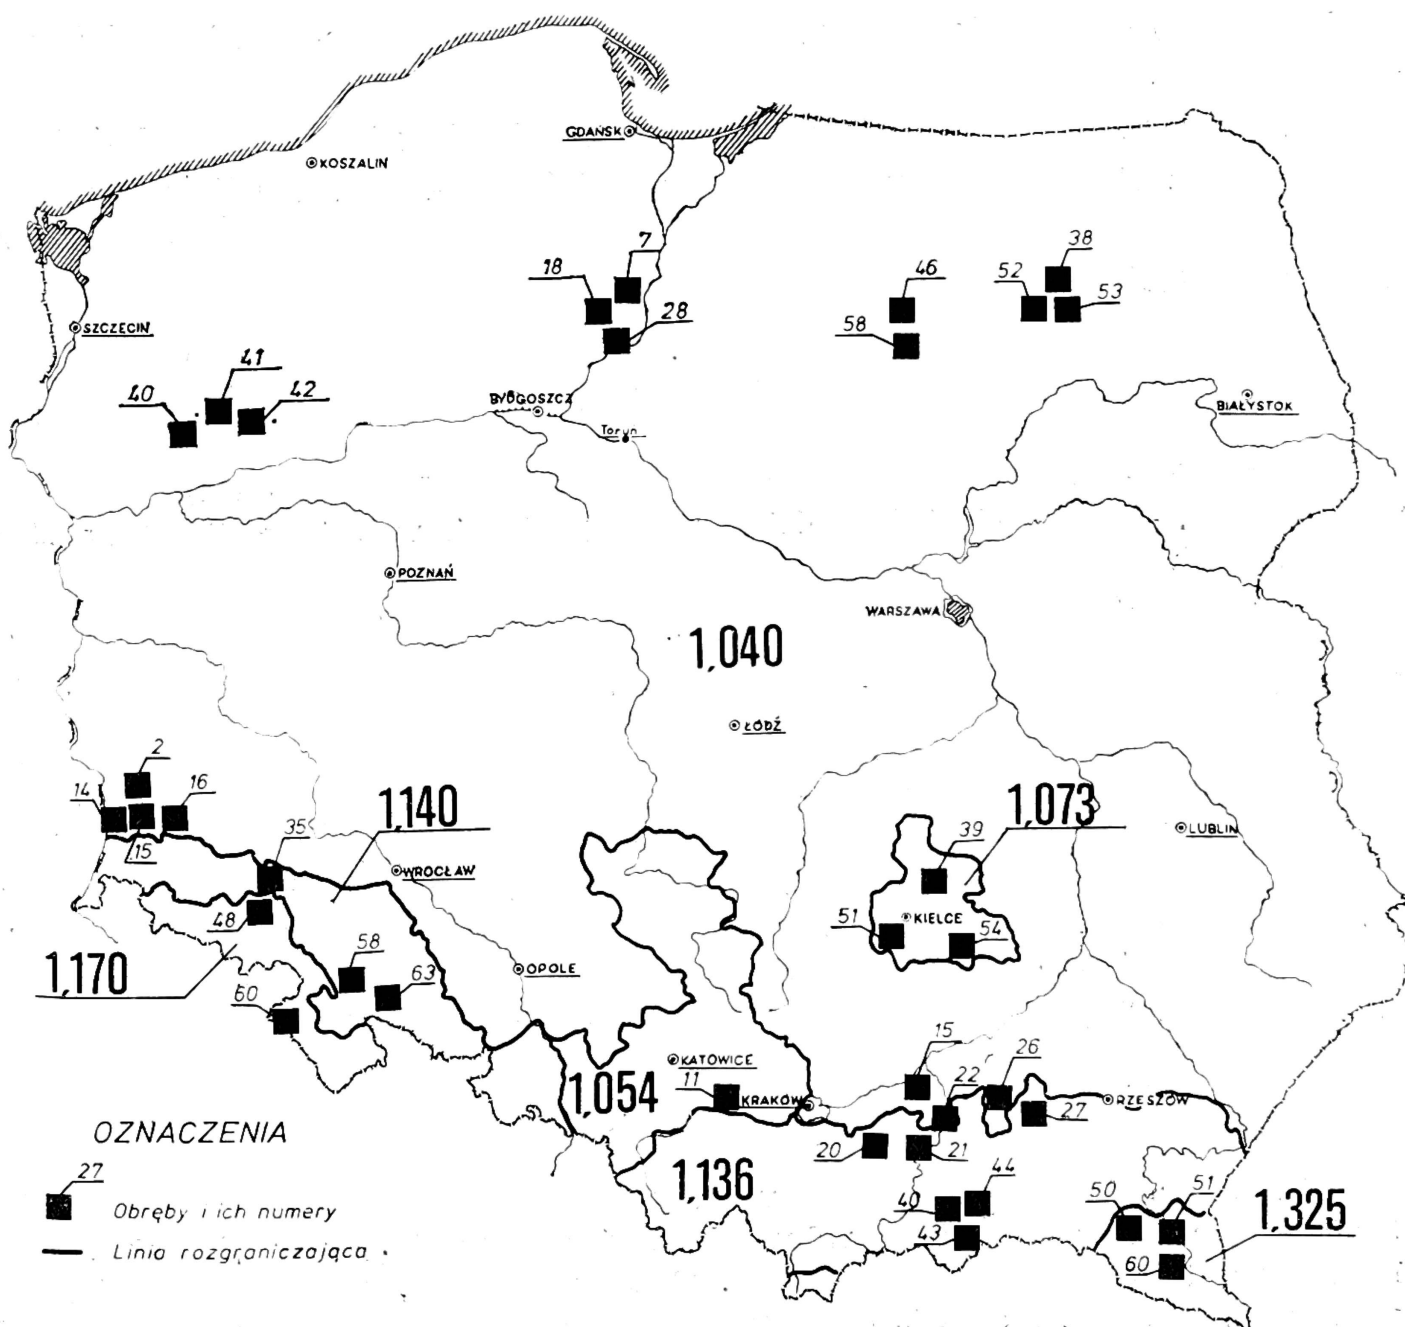 GDAŃSK
KOSZALIN
7
18
28
38
46
52
53
58
SZCZECIN
41
40
42
BYDGOSZCZ
Toruń
BIAŁYSTOK
POZNAŃ
WARSZAWA
1,040
ŁÓDŹ
2
14
16
15
1,140
35
1,073
39
LUBLIN
WROCŁAW
48
51
KIELCE
54
1,170
58
63
OPOLE
60
KATOWICE
15
22
26
1,054
11
KRAKÓW
RZESZÓW
27
20
21
OZNACZENIA
1,136
44
40
43
50
51
1,325
60
27
Obręby i ich numery
Linia rozgraniczająca